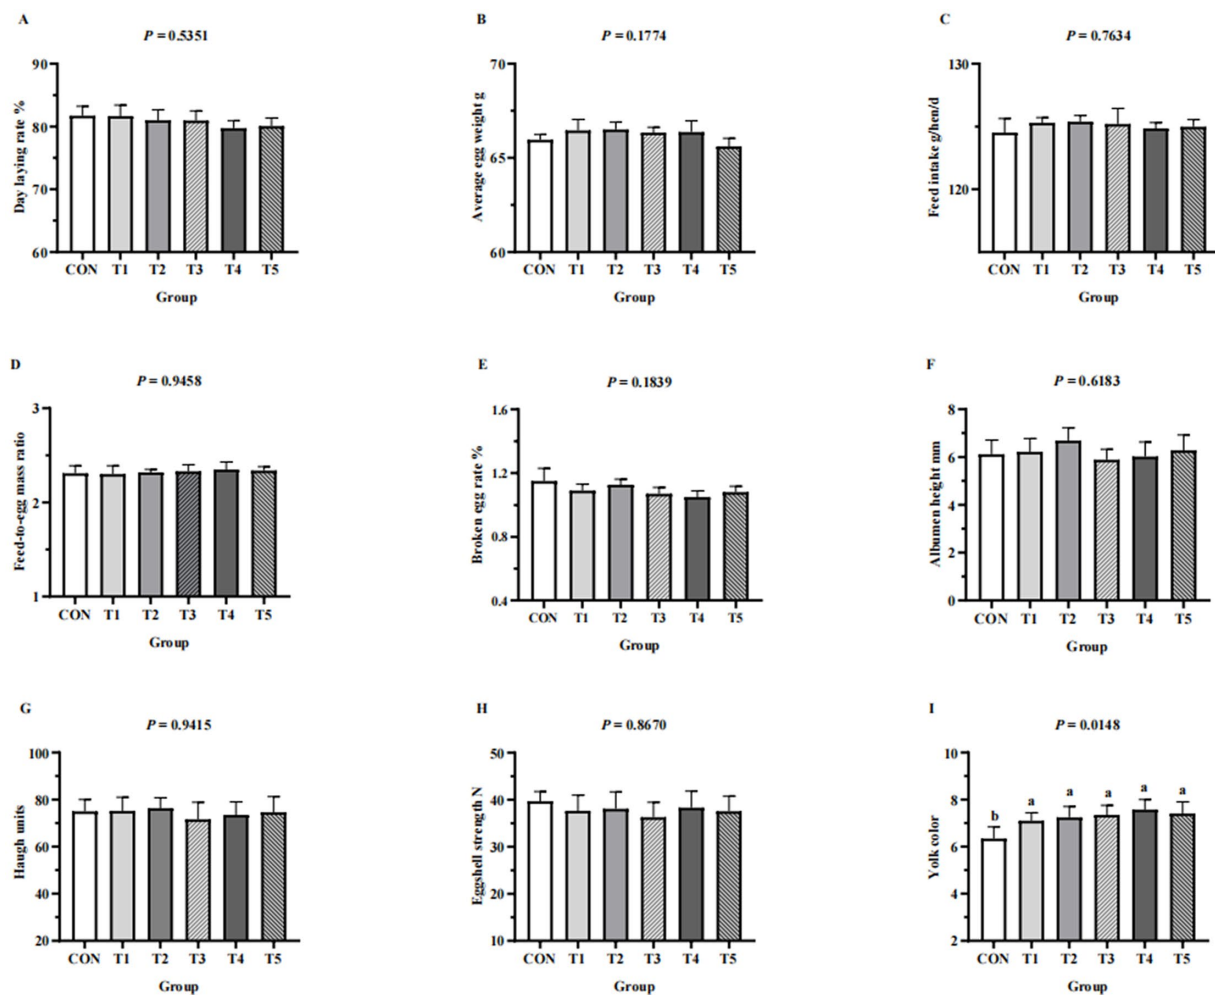 A
P = 0.5351
Day laying rate %
90
80
70
60
CON T1 T2 T3 T4 T5
Group
B
P = 0.1774
Average egg weight g
70
65
60
CON T1 T2 T3 T4 T5
Group
C
P = 0.7634
Feed intake g/hen/d
130
120
CON T1 T2 T3 T4 T5
Group
D
P = 0.9458
Feed-to-egg mass ratio
3
2
1
CON T1 T2 T3 T4 T5
Group
E
P = 0.1839
Broken egg rate %
1.6
1.2
0.8
0.4
CON T1 T2 T3 T4 T5
Group
F
P = 0.6183
Albumen height mm
8
6
4
2
0
CON T1 T2 T3 T4 T5
Group
G
P = 0.9415
Haugh units
100
80
60
40
20
CON T1 T2 T3 T4 T5
Group
H
P = 0.8670
Eggshell strength N
50
40
30
20
10
CON T1 T2 T3 T4 T5
Group
I
P = 0.0148
Yolk color
10
8
6
4
2
b a a a a a
CON T1 T2 T3 T4 T5
Group